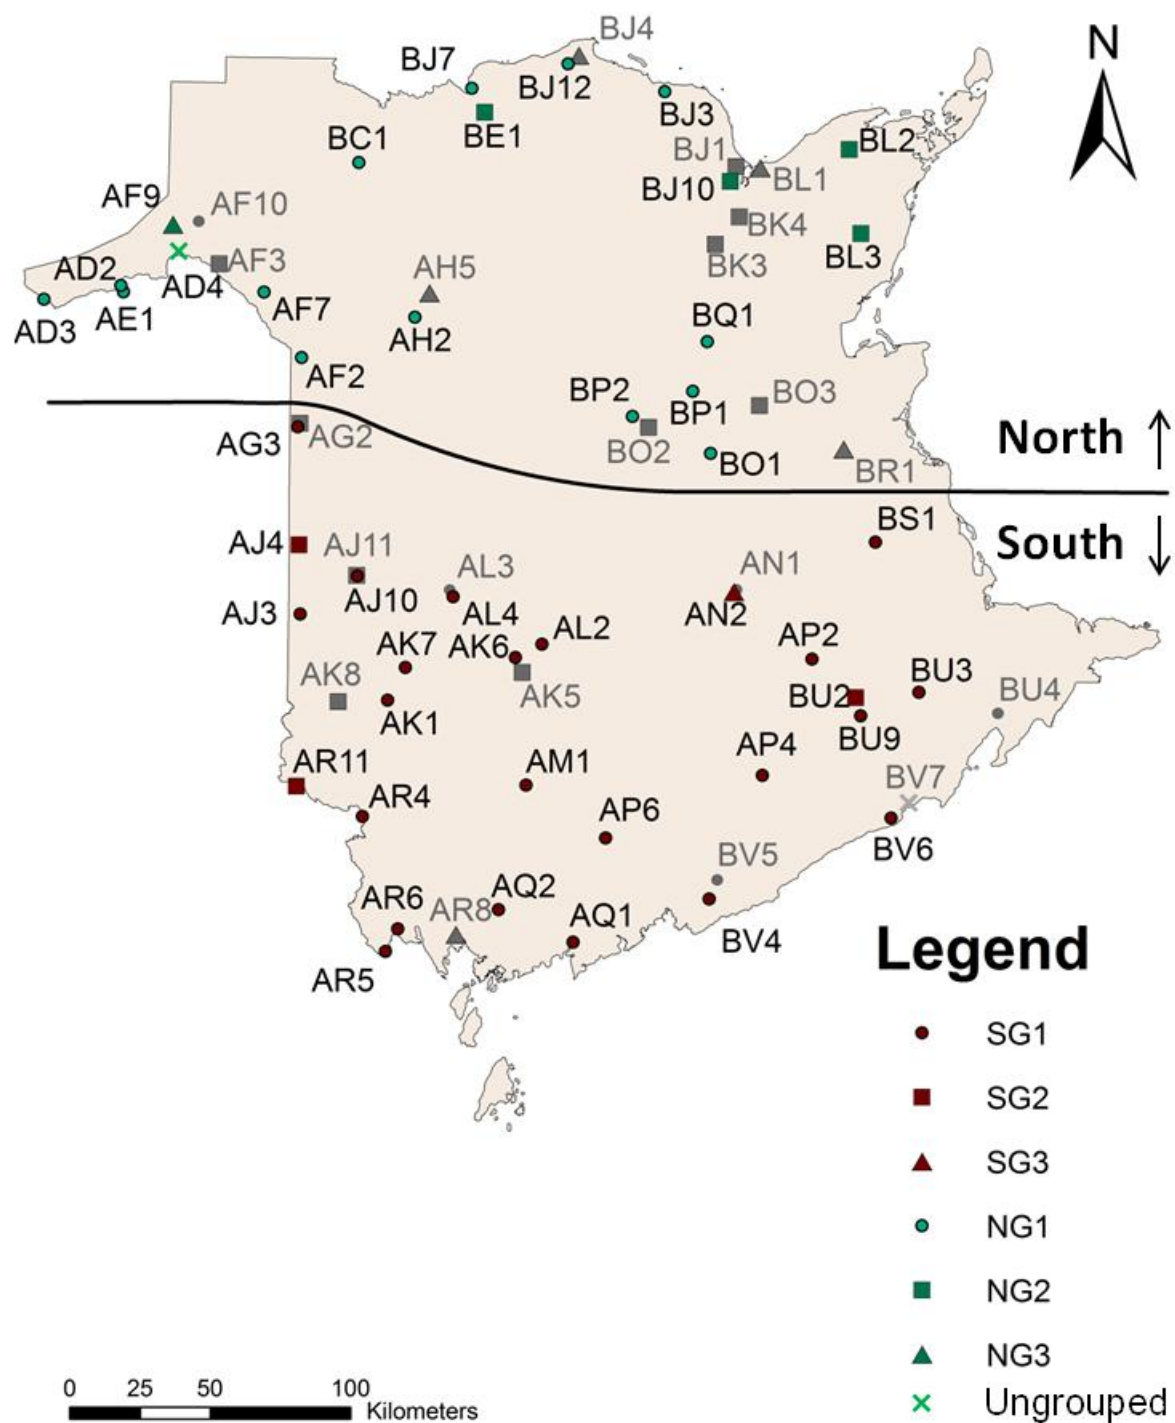 BJ4
N
BJ7
BJ12
BJ3
BE1
BL2
BC1
BJ1
BL1
BJ10
AF9
AF10
BK4
BK3
BL3
AD2
AF3
AH5
AD4
AD3
AE1
AF7
AH2
BQ1
AF2
BP2
BP1
BO3
AG3
AG2
BO2
BO1
BR1
North
BS1
South
AJ4
AJ11
AL3
AN1
AJ10
AJ3
AL4
AN2
AK7
AK6
AL2
AP2
AK8
AK5
BU2
BU3
BU4
AK1
BU9
AR11
AM1
AP4
BV7
AR4
AP6
BV6
BV5
AR6
AR8
AQ2
AQ1
BV4
AR5
Legend
SG1
SG2
SG3
NG1
NG2
NG3
Ungrouped
0 25 50 100
Kilometers